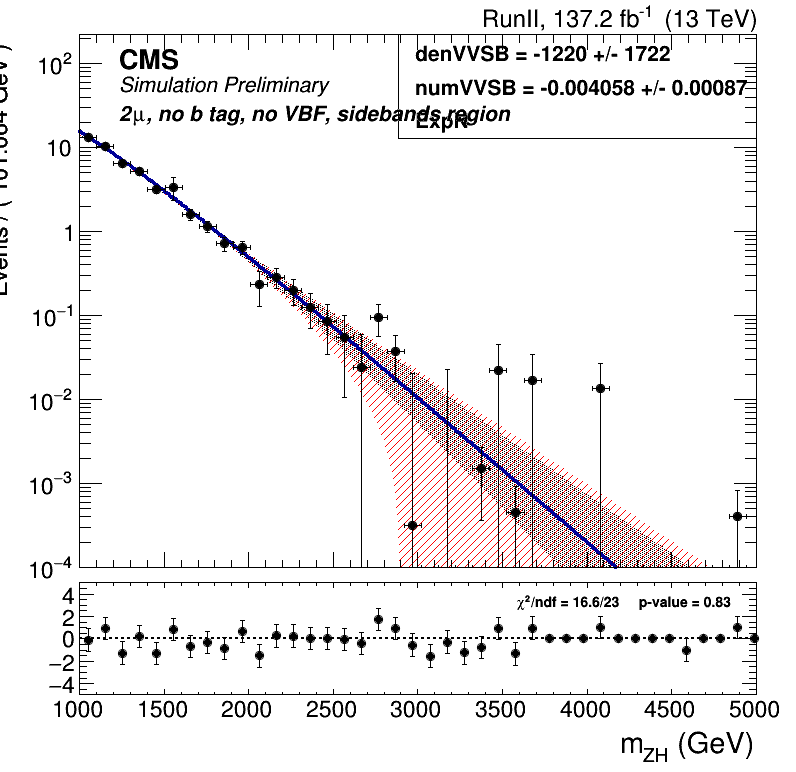 RunII, 137.2 fb⁻¹ (13 TeV)
CMS
Simulation Preliminary
2μ, no b tag, no VBF, sidebands region
denVVSB = -1220 +/- 1722
numVVSB = -0.004058 +/- 0.00087
ExpR
10²
10
1
10⁻¹
10⁻²
10⁻³
10⁻⁴
χ²/ndf = 16.6/23 p-value = 0.83
4
2
0
−2
−4
1000 1500 2000 2500 3000 3500 4000 4500 5000
m_ZH (GeV)